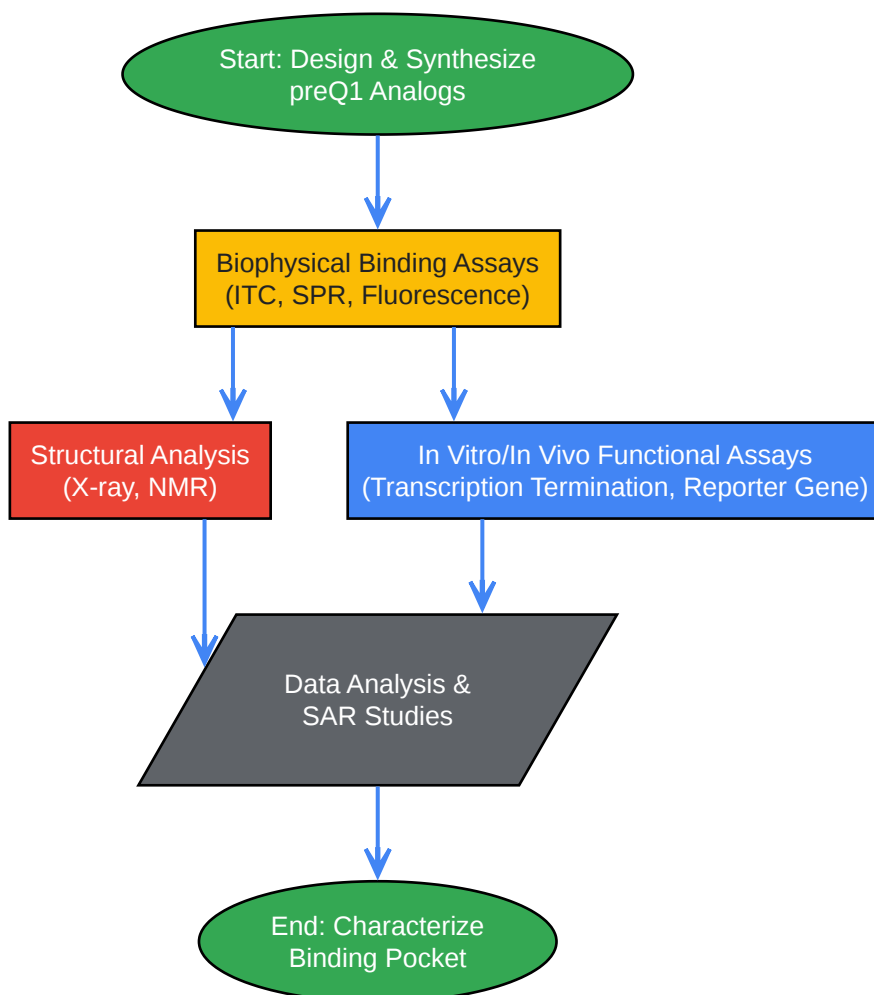 Start: Design & Synthesize
preQ1 Analogs
Biophysical Binding Assays
(ITC, SPR, Fluorescence)
Structural Analysis
(X-ray, NMR)
In Vitro/In Vivo Functional Assays
(Transcription Termination, Reporter Gene)
Data Analysis &
SAR Studies
End: Characterize
Binding Pocket